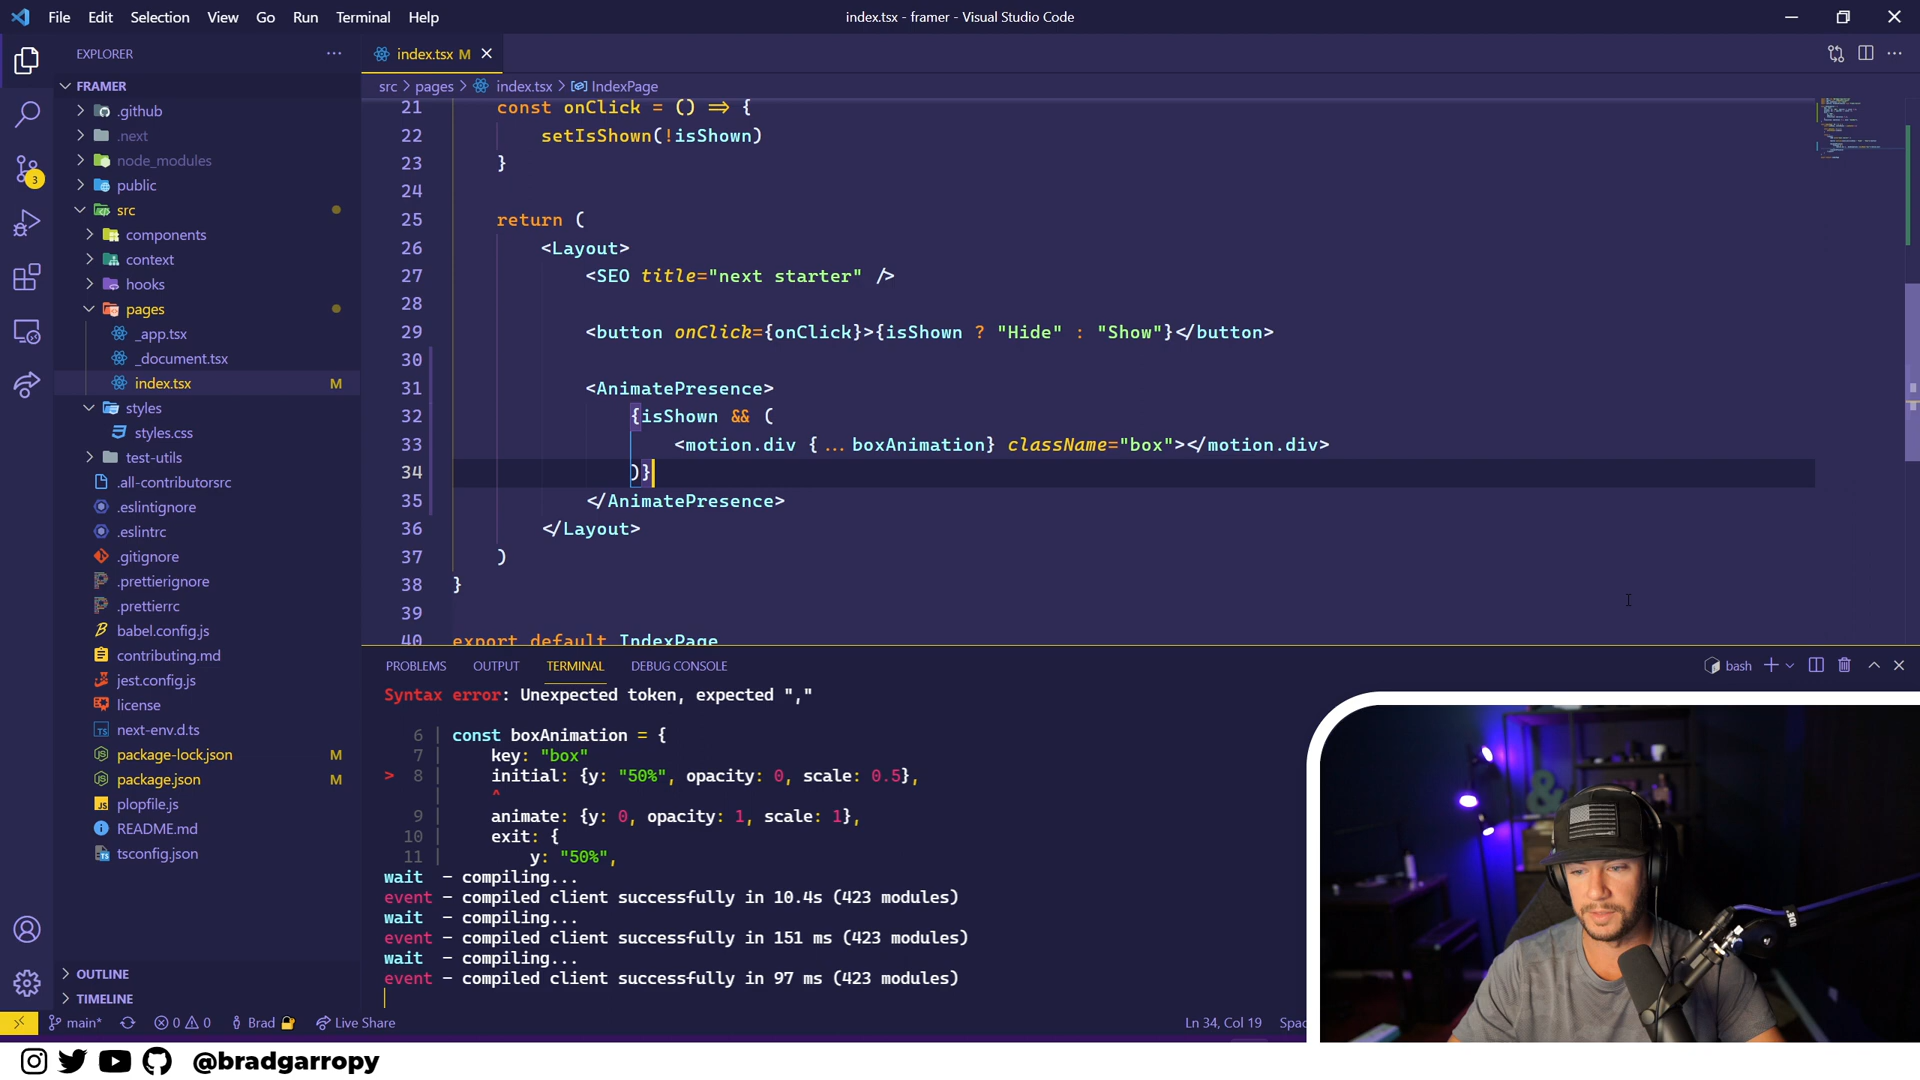 File Edit Selection View Go Run Terminal Help
index.tsx - framer - Visual Studio Code
EXPLORER
FRAMER
.github
.next
node_modules
public
src
components
context
hooks
pages
_app.tsx
_document.tsx
index.tsx M
styles
styles.css
test-utils
.all-contributorsrc
.eslintignore
.eslintrc
.gitignore
.prettierignore
.prettierrc
babel.config.js
contributing.md
jest.config.js
license
next-env.d.ts
package-lock.json M
package.json M
plopfile.js
README.md
tsconfig.json
OUTLINE
TIMELINE
3
index.tsx M
src > pages > index.tsx > IndexPage
21 const onClick = () => {
22 setIsShown(!isShown)
23 }
24
25 return (
26 <Layout>
27 <SEO title="next starter" />
28
29 <button onClick={onClick}>{isShown ? "Hide" : "Show"}</button>
30
31 <AnimatePresence>
32 {isShown && (
33 <motion.div {...boxAnimation} className="box"></motion.div>
34 )}
35 </AnimatePresence>
36 </Layout>
37 )
38 }
39
40 export default IndexPage
PROBLEMS OUTPUT TERMINAL DEBUG CONSOLE
bash
Syntax error: Unexpected token, expected ","
6 | const boxAnimation = {
7 | key: "box"
> 8 | initial: {y: "50%", opacity: 0, scale: 0.5},
| ^
9 | animate: {y: 0, opacity: 1, scale: 1},
10 | exit: {
11 | y: "50%",
wait - compiling...
event - compiled client successfully in 10.4s (423 modules)
wait - compiling...
event - compiled client successfully in 151 ms (423 modules)
wait - compiling...
event - compiled client successfully in 97 ms (423 modules)
main* 0 0 Brad Live Share
Ln 34, Col 19 Spac
@bradgarropy